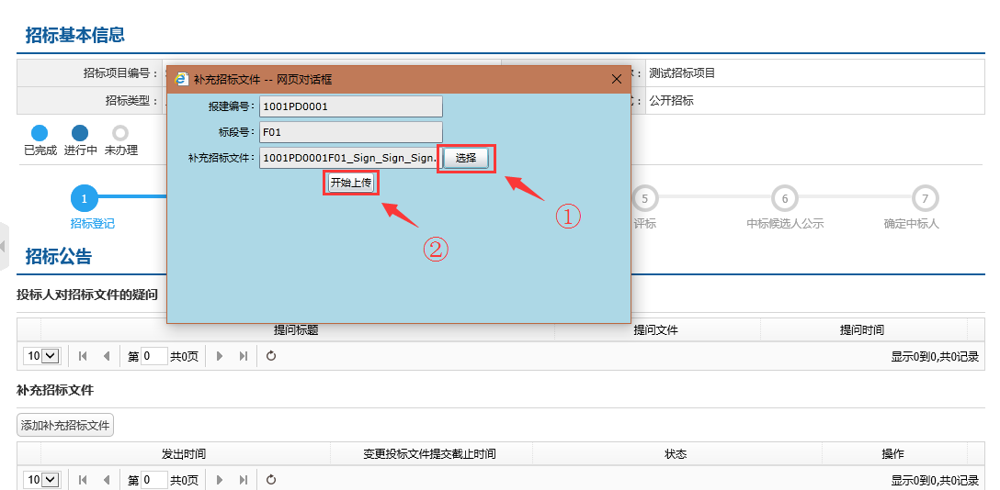 招标基本信息
招标项目编号：
测试招标项目
招标类型：
公开招标
补充招标文件 -- 网页对话框
报建编号： 1001PD0001
标段号： F01
补充招标文件： 1001PD0001F01_Sign_Sign_Sign. 选择
开始上传
①
②
已完成 进行中 未办理
1 5 6 7
招标登记 评标 中标候选人公示 确定中标人
招标公告
投标人对招标文件的疑问
提问标题 提问文件 提问时间
10 第 0 共0页 显示0到0,共0记录
补充招标文件
添加补充招标文件
发出时间 变更投标文件提交截止时间 状态 操作
10 第 0 共0页 显示0到0,共0记录